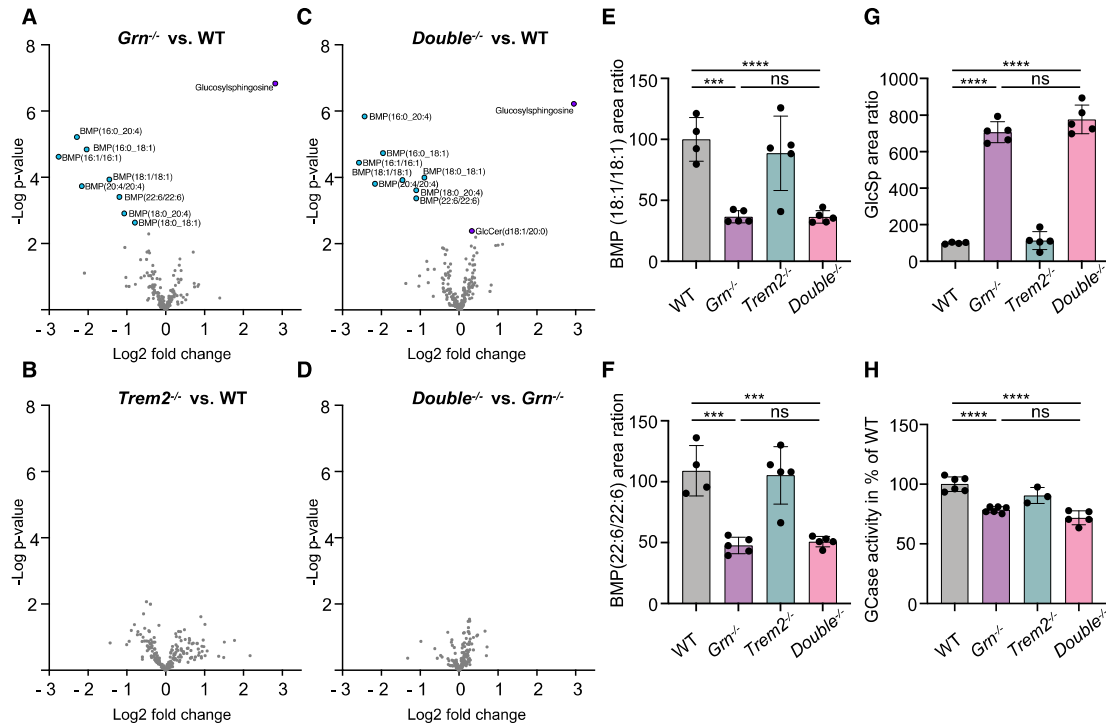 A
Grn-/- vs. WT
8
6
4
2
-Log p-value
Glucosylsphingosine
BMP(16:0_20:4)
BMP(16:0_18:1)
BMP(16:1/16:1)
BMP(18:1/18:1)
BMP(20:4/20:4)
BMP(22:6/22:6)
BMP(18:0_20:4)
BMP(18:0_18:1)
- 3 - 2 - 1 0 1 2 3
Log2 fold change
C
Double-/- vs. WT
8
6
4
2
-Log p-value
Glucosylsphingosine
BMP(16:0_20:4)
BMP(16:0_18:1)
BMP(16:1/16:1)
BMP(18:1/18:1)
BMP(18:0_18:1)
BMP(20:4/20:4)
BMP(18:0_20:4)
BMP(22:6/22:6)
GlcCer(d18:1/20:0)
- 3 - 2 - 1 0 1 2 3
Log2 fold change
E
BMP (18:1/18:1) area ratio
150
100
50
0
****
*** ns
WT Grn-/- Trem2-/- Double-/-
G
GlcSp area ratio
1000
800
600
400
200
0
****
**** ns
WT Grn-/- Trem2-/- Double-/-
B
Trem2-/- vs. WT
8
6
4
2
-Log p-value
- 3 - 2 - 1 0 1 2 3
Log2 fold change
D
Double-/- vs. Grn-/-
8
6
4
2
-Log p-value
- 3 - 2 - 1 0 1 2 3
Log2 fold change
F
BMP(22:6/22:6) area ration
150
100
50
0
***
*** ns
WT Grn-/- Trem2-/- Double-/-
H
GCase activity in % of WT
150
100
50
0
****
**** ns
WT Grn-/- Trem2-/- Double-/-